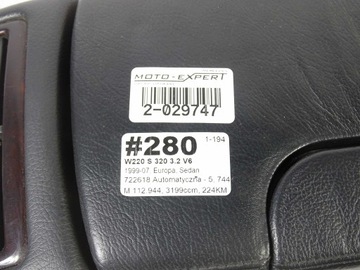 MOTO-EXPERT
2-029747
#280
1-194
W220 S 320 3.2 V6
1999-07, Europa, Sedan
722618 Automatyczna - 5, 744
M 112.944, 3199ccm, 224KM